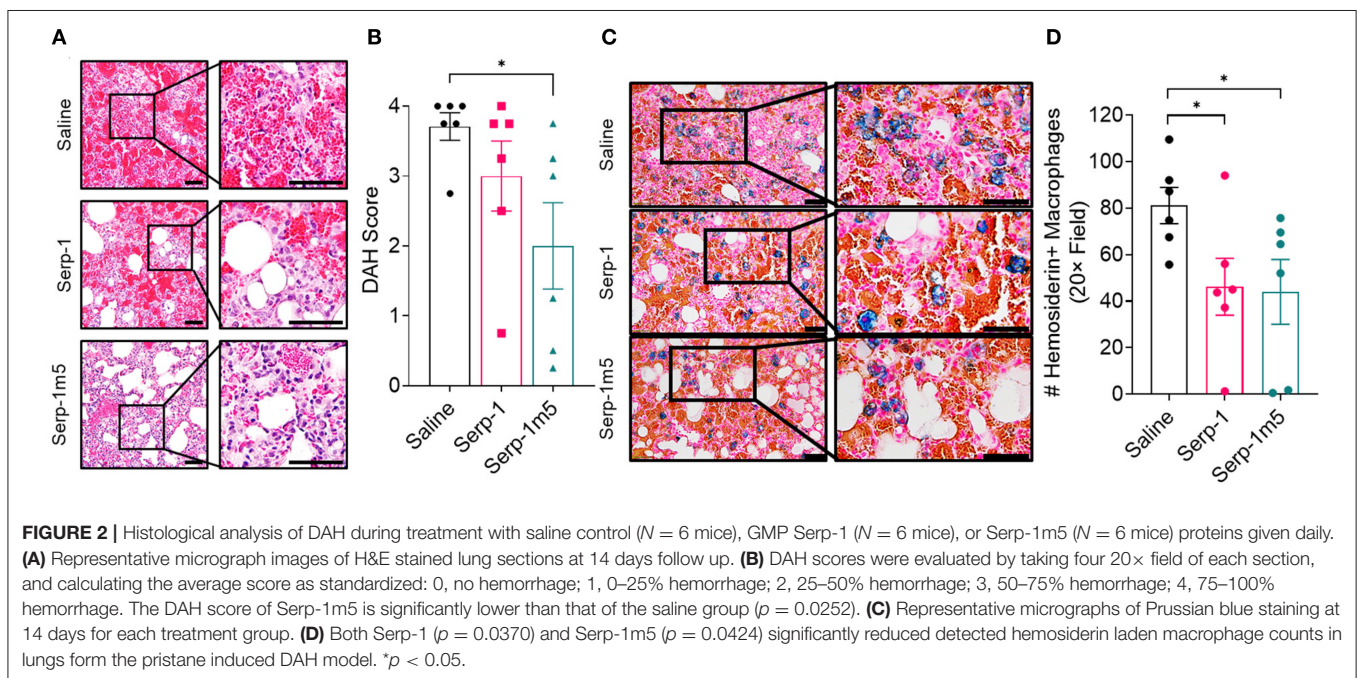 A
Saline
Serp-1
Serp-1m5
B
*
DAH Score
4
3
2
1
0
Saline
Serp-1
Serp-1m5
C
Saline
Serp-1
Serp-1m5
D
*
*
# Hemosiderin+ Macrophages
(20× Field)
120
100
80
60
40
20
0
Saline
Serp-1
Serp-1m5
FIGURE 2 | Histological analysis of DAH during treatment with saline control (N = 6 mice), GMP Serp-1 (N = 6 mice), or Serp-1m5 (N = 6 mice) proteins given daily.
(A) Representative micrograph images of H&E stained lung sections at 14 days follow up. (B) DAH scores were evaluated by taking four 20× field of each section,
and calculating the average score as standardized: 0, no hemorrhage; 1, 0–25% hemorrhage; 2, 25–50% hemorrhage; 3, 50–75% hemorrhage; 4, 75–100%
hemorrhage. The DAH score of Serp-1m5 is significantly lower than that of the saline group (p = 0.0252). (C) Representative micrographs of Prussian blue staining at
14 days for each treatment group. (D) Both Serp-1 (p = 0.0370) and Serp-1m5 (p = 0.0424) significantly reduced detected hemosiderin laden macrophage counts in
lungs form the pristane induced DAH model. *p < 0.05.